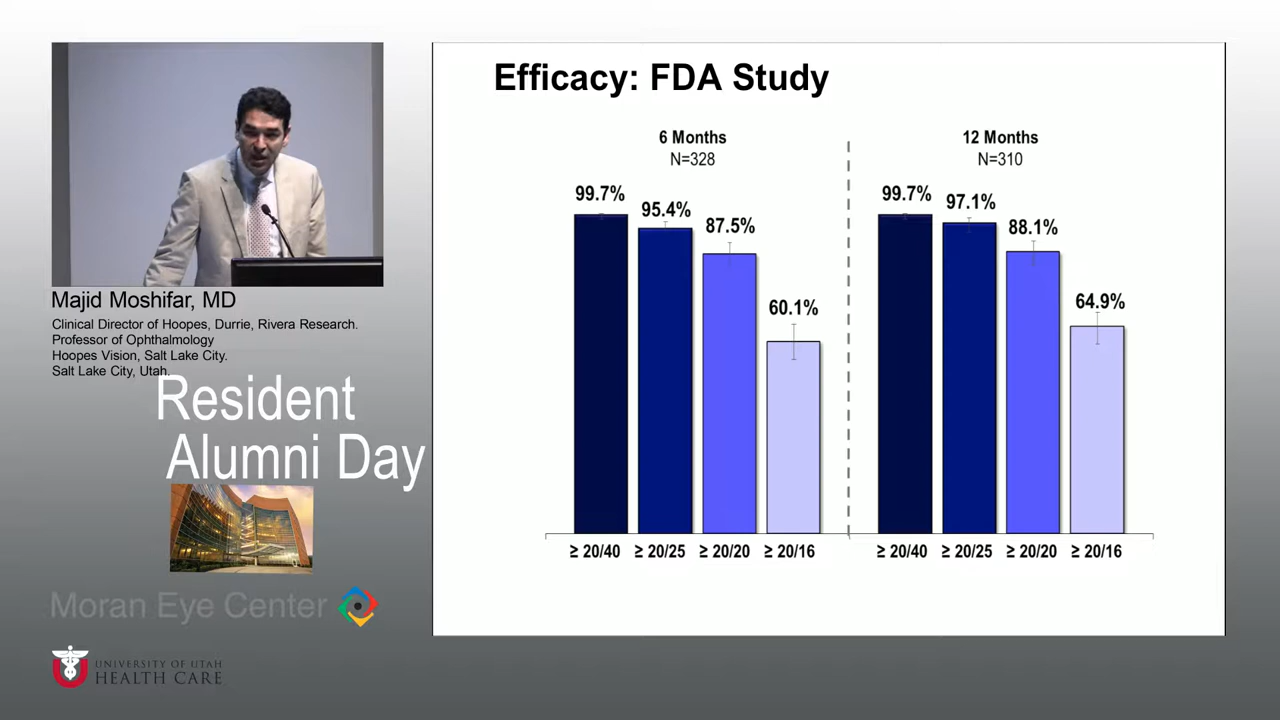 Majid Moshifar, MD
Clinical Director of Hoopes, Durrie, Rivera Research.
Professor of Ophthalmology
Hoopes Vision, Salt Lake City.
Salt Lake City, Utah.
Resident
Alumni Day
Moran Eye Center
UNIVERSITY OF UTAH
HEALTH CARE
Efficacy: FDA Study
6 Months
N=328
99.7%
95.4%
87.5%
60.1%
≥ 20/40 ≥ 20/25 ≥ 20/20 ≥ 20/16
12 Months
N=310
99.7%
97.1%
88.1%
64.9%
≥ 20/40 ≥ 20/25 ≥ 20/20 ≥ 20/16